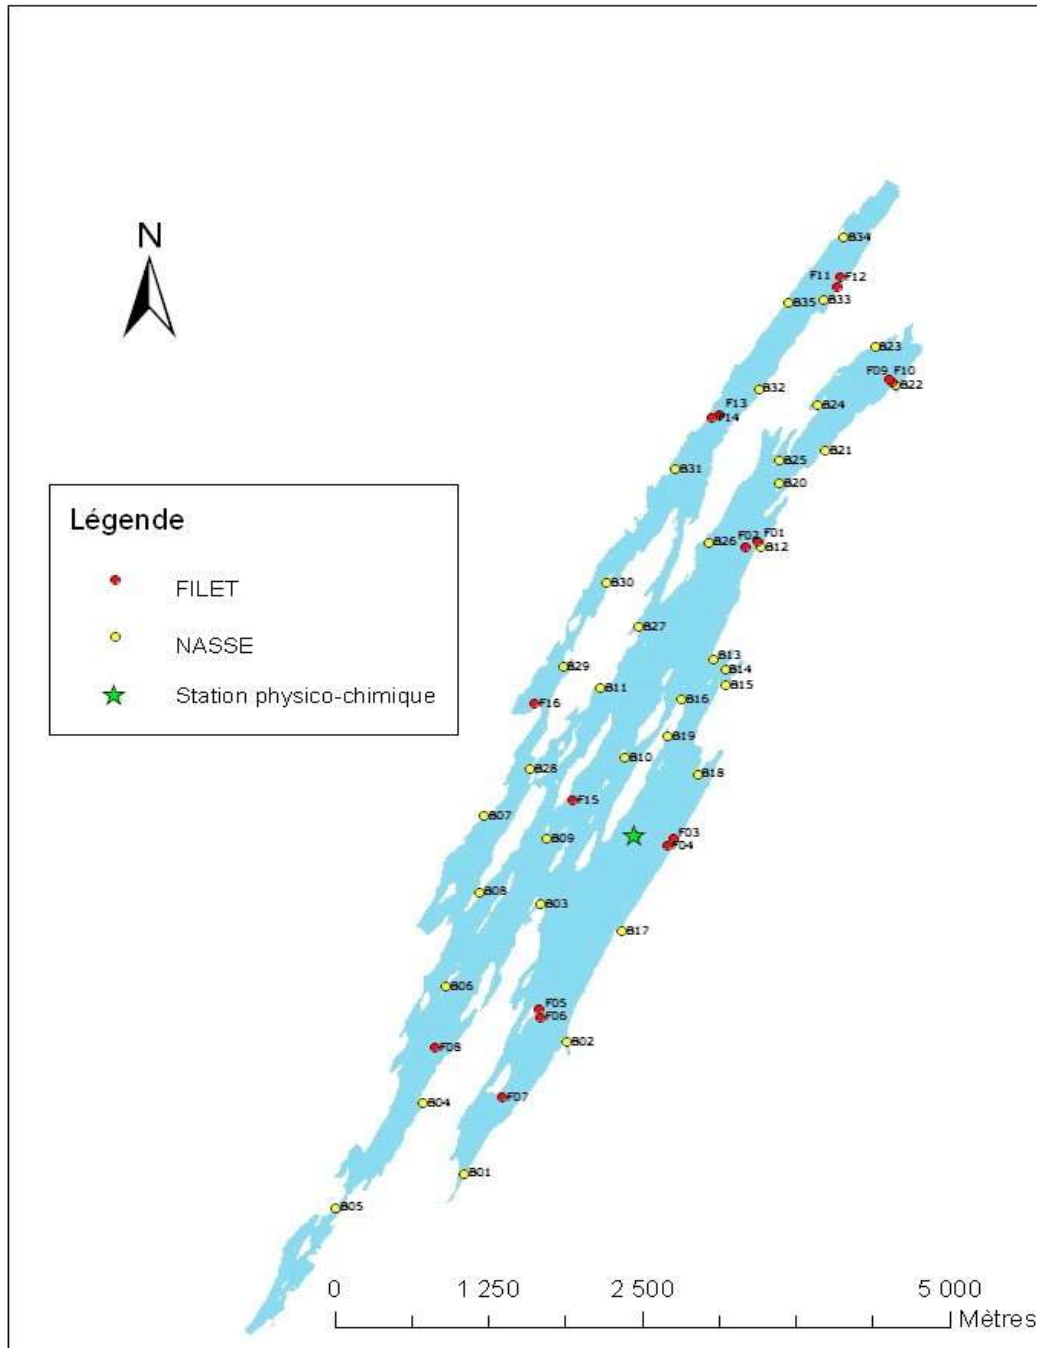 N
B34
F11 F12
B35 B33
B23
F09 F10
B22
B32
B24
F13
F14
B21
B25
B31
B20
F02 F01
B26 B12
B30
B27
B13
B29 B14
B11 B15
F16 B16
B19
B10
B28 B18
F15
B07
B09 F03
F04
B08
B03
B17
B06
F05
F06
B02
F08
F07
B04
B01
B05
Légende
FILET
NASSE
Station physico-chimique
0 1 250 2 500 5 000
Mètres